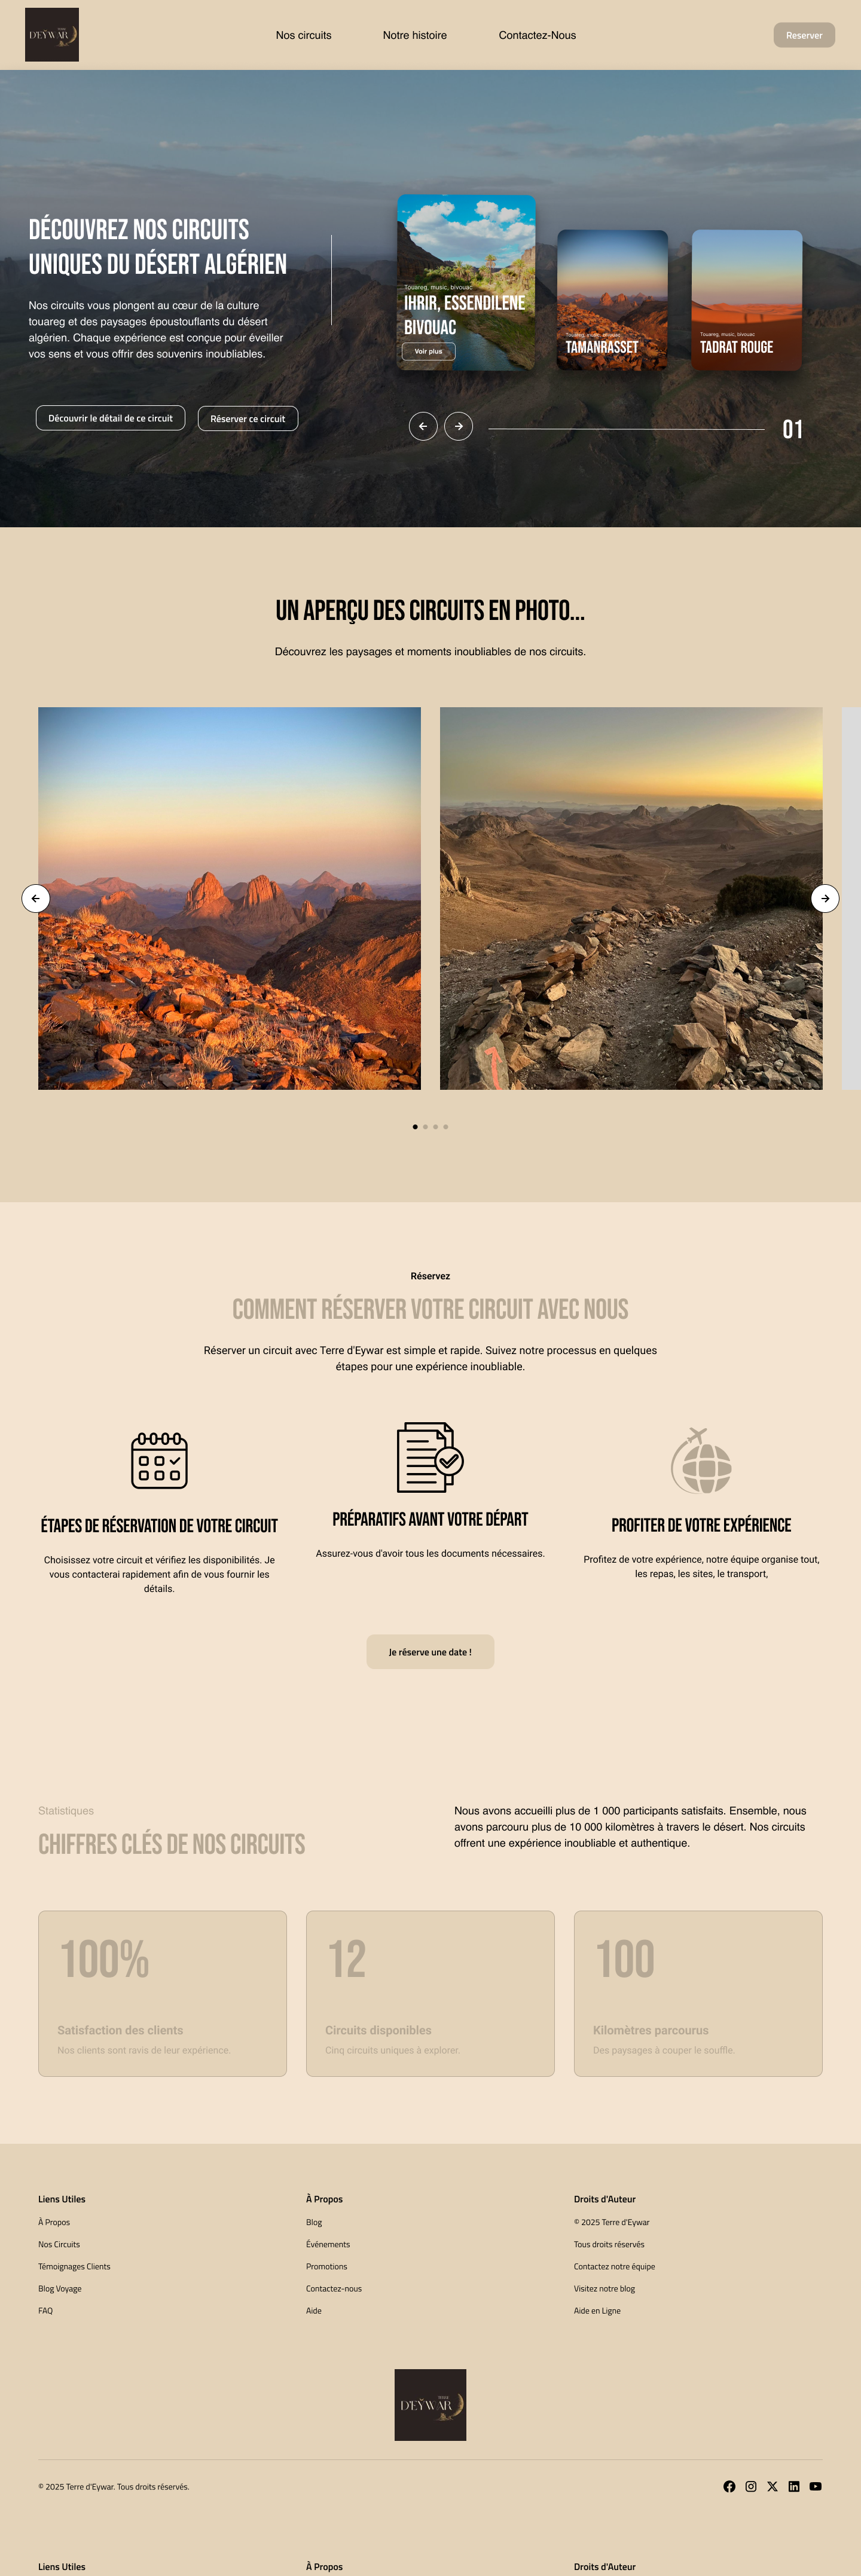 D'EŸWAR
Nos circuits
Notre histoire
Contactez-Nous
Reserver
DÉCOUVREZ NOS CIRCUITS
UNIQUES DU DÉSERT ALGÉRIEN
Nos circuits vous plongent au cœur de la culture
touareg et des paysages époustouflants du désert
algérien. Chaque expérience est conçue pour éveiller
vos sens et vous offrir des souvenirs inoubliables.
Découvrir le détail de ce circuit
Réserver ce circuit
Touareg, music, bivouac
IHRIR, ESSENDILENE
BIVOUAC
Voir plus
Touareg, music, bivouac
TAMANRASSET
Touareg, music, bivouac
TADRAT ROUGE
01
UN APERÇU DES CIRCUITS EN PHOTO...
Découvrez les paysages et moments inoubliables de nos circuits.
Réservez
COMMENT RÉSERVER VOTRE CIRCUIT AVEC NOUS
Réserver un circuit avec Terre d'Eywar est simple et rapide. Suivez notre processus en quelques
étapes pour une expérience inoubliable.
ÉTAPES DE RÉSERVATION DE VOTRE CIRCUIT
Choisissez votre circuit et vérifiez les disponibilités. Je
vous contacterai rapidement afin de vous fournir les
détails.
PRÉPARATIFS AVANT VOTRE DÉPART
Assurez-vous d'avoir tous les documents nécessaires.
PROFITER DE VOTRE EXPÉRIENCE
Profitez de votre expérience, notre équipe organise tout,
les repas, les sites, le transport,
Je réserve une date !
Statistiques
CHIFFRES CLÉS DE NOS CIRCUITS
Nous avons accueilli plus de 1 000 participants satisfaits. Ensemble, nous
avons parcouru plus de 10 000 kilomètres à travers le désert. Nos circuits
offrent une expérience inoubliable et authentique.
100%
Satisfaction des clients
Nos clients sont ravis de leur expérience.
12
Circuits disponibles
Cinq circuits uniques à explorer.
100
Kilomètres parcourus
Des paysages à couper le souffle.
Liens Utiles
À Propos
Nos Circuits
Témoignages Clients
Blog Voyage
FAQ
À Propos
Blog
Événements
Promotions
Contactez-nous
Aide
Droits d'Auteur
© 2025 Terre d'Eywar
Tous droits réservés
Contactez notre équipe
Visitez notre blog
Aide en Ligne
TERRE
D'EŸWAR
© 2025 Terre d'Eywar. Tous droits réservés.
Liens Utiles
À Propos
Droits d'Auteur